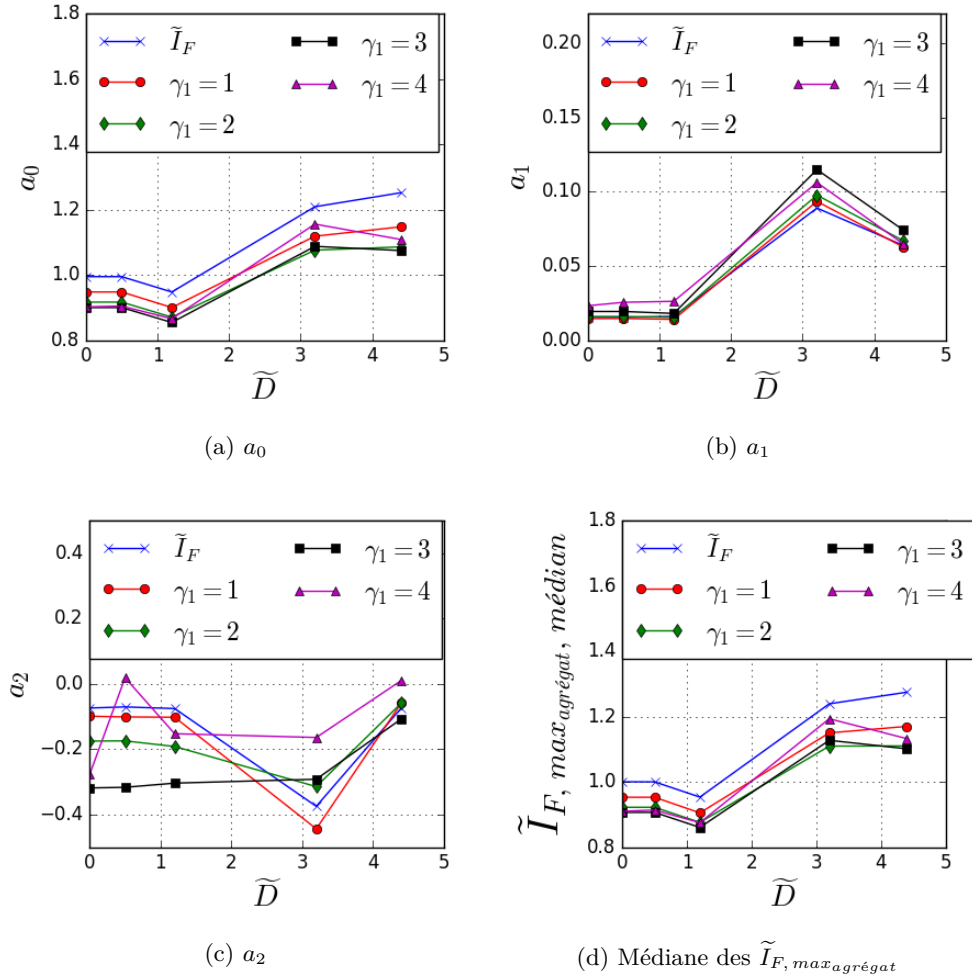 1.8
1.6
1.4
1.2
1.0
0.8
a₀
Ĩ_F
γ₁ = 1
γ₁ = 2
γ₁ = 3
γ₁ = 4
0 1 2 3 4 5
D̃
(a) a₀
0.20
0.15
0.10
0.05
0.00
a₁
Ĩ_F
γ₁ = 1
γ₁ = 2
γ₁ = 3
γ₁ = 4
0 1 2 3 4 5
D̃
(b) a₁
0.4
0.2
0.0
−0.2
−0.4
a₂
Ĩ_F
γ₁ = 1
γ₁ = 2
γ₁ = 3
γ₁ = 4
0 1 2 3 4 5
D̃
(c) a₂
1.8
1.6
1.4
1.2
1.0
0.8
Ĩ_F, max_agrégat, médian
Ĩ_F
γ₁ = 1
γ₁ = 2
γ₁ = 3
γ₁ = 4
0 1 2 3 4 5
D̃
(d) Médiane des Ĩ_F, max_agrégat